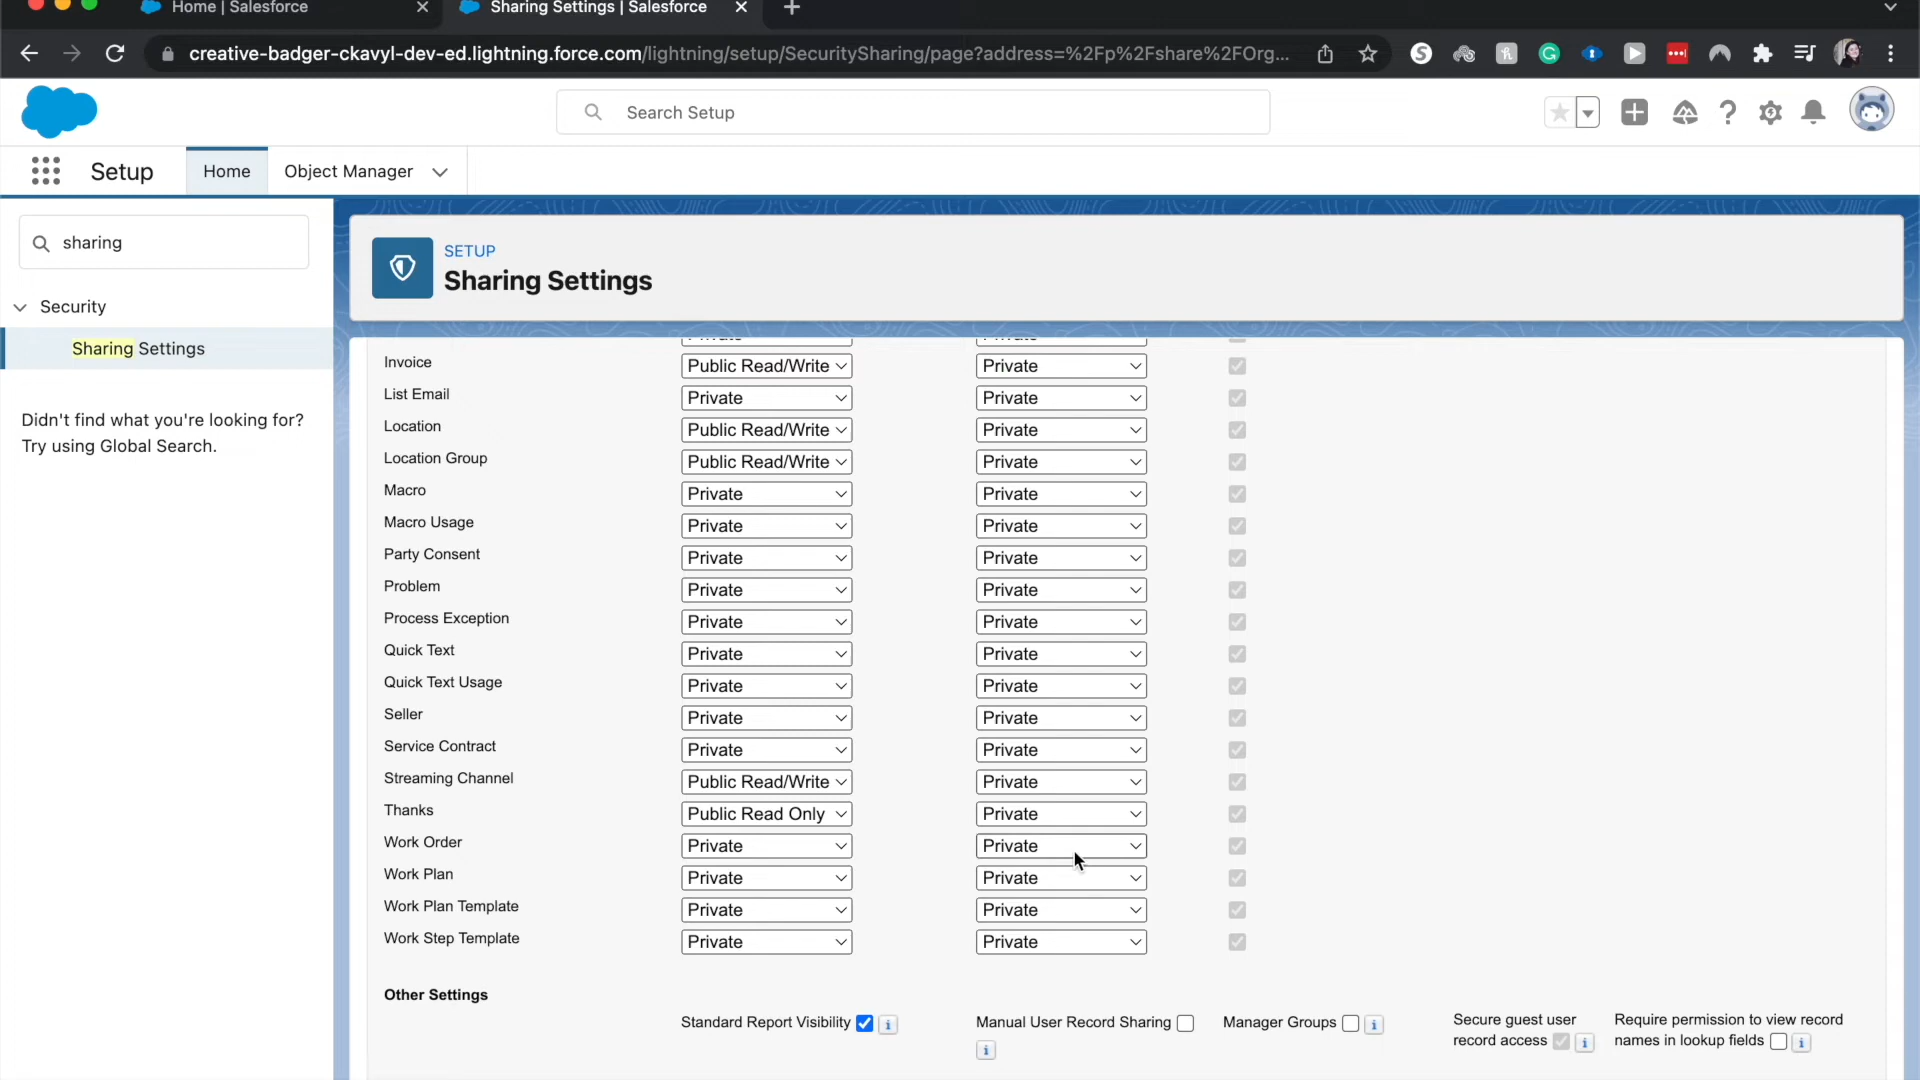 Home | Salesforce
Sharing Settings | Salesforce
creative-badger-ckavyl-dev-ed.lightning.force.com/lightning/setup/SecuritySharing/page?address=%2Fp%2Fshare%2FOrg...
Search Setup
Setup
Home
Object Manager
sharing
Security
Sharing Settings
Didn't find what you're looking for?
Try using Global Search.
SETUP
Sharing Settings
Invoice Public Read/Write Private
List Email Private Private
Location Public Read/Write Private
Location Group Public Read/Write Private
Macro Private Private
Macro Usage Private Private
Party Consent Private Private
Problem Private Private
Process Exception Private Private
Quick Text Private Private
Quick Text Usage Private Private
Seller Private Private
Service Contract Private Private
Streaming Channel Public Read/Write Private
Thanks Public Read Only Private
Work Order Private Private
Work Plan Private Private
Work Plan Template Private Private
Work Step Template Private Private
Other Settings
Standard Report Visibility
Manual User Record Sharing
Manager Groups
Secure guest user
record access
Require permission to view record
names in lookup fields